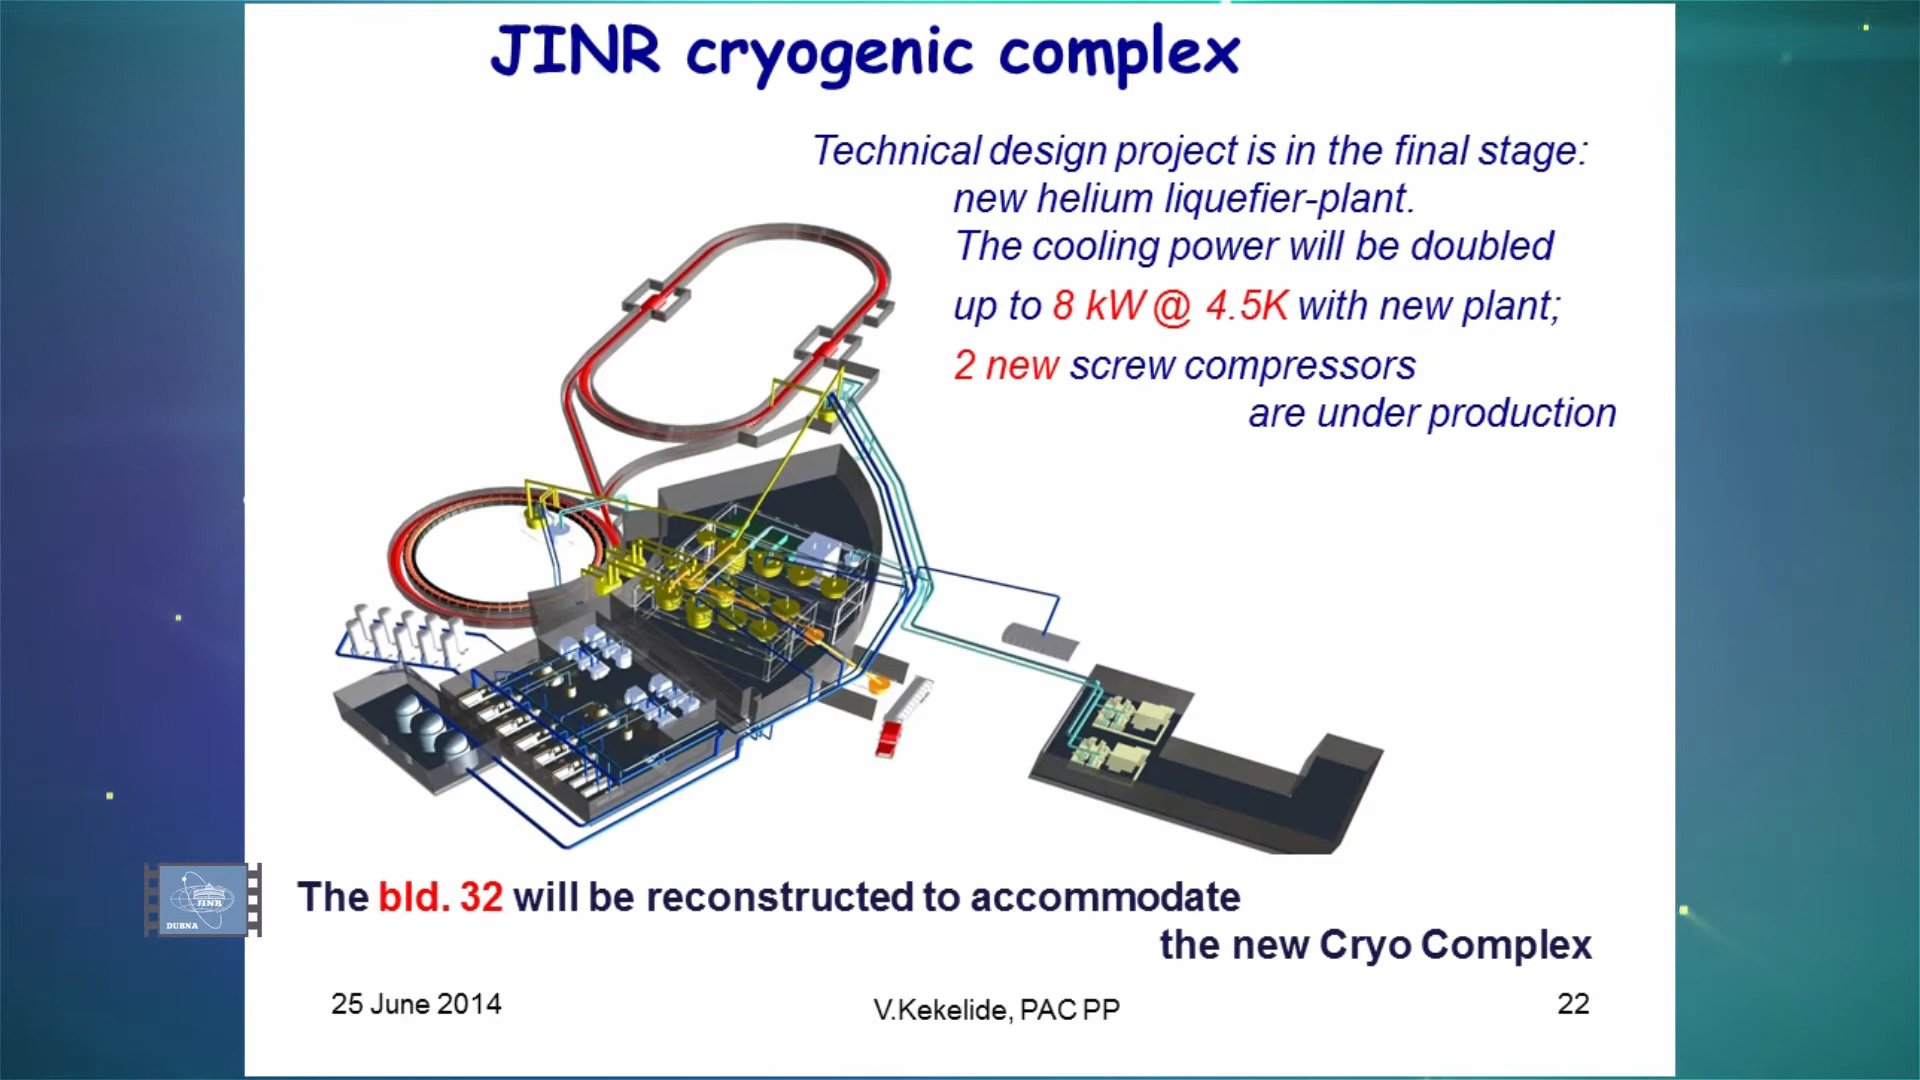 JINR cryogenic complex
Technical design project is in the final stage:
new helium liquefier-plant.
The cooling power will be doubled
up to 8 kW @ 4.5K with new plant;
2 new screw compressors
are under production
JINR
DUBNA
The bld. 32 will be reconstructed to accommodate
the new Cryo Complex
25 June 2014
V.Kekelide, PAC PP
22